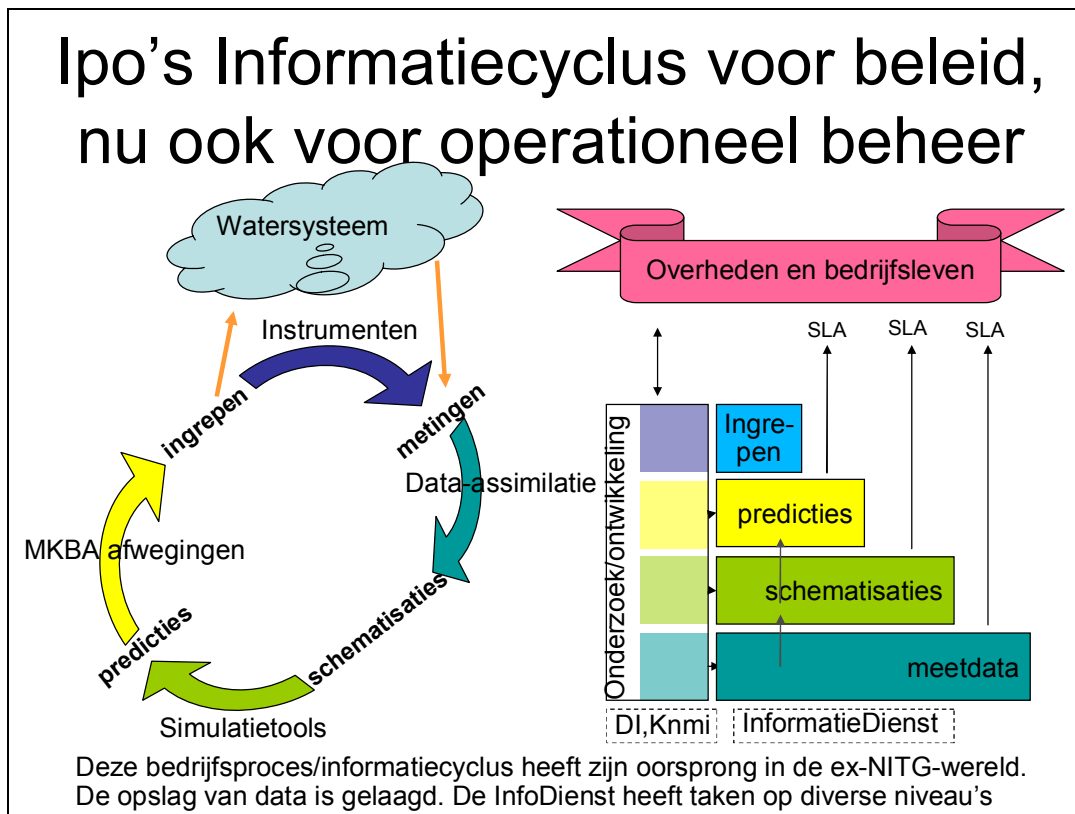 Ipo's Informatiecyclus voor beleid,
nu ook voor operationeel beheer
Watersysteem
Instrumenten
ingrepen
metingen
Data-assimilatie
MKBA afwegingen
predicties
schematisaties
Simulatietools
Overheden en bedrijfsleven
SLA
SLA
SLA
Onderzoek/ontwikkeling
Ingre-
pen
predicties
schematisaties
meetdata
DI,Knmi
InformatieDienst
Deze bedrijfsproces/informatiecyclus heeft zijn oorsprong in de ex-NITG-wereld.
De opslag van data is gelaagd. De InfoDienst heeft taken op diverse niveau's